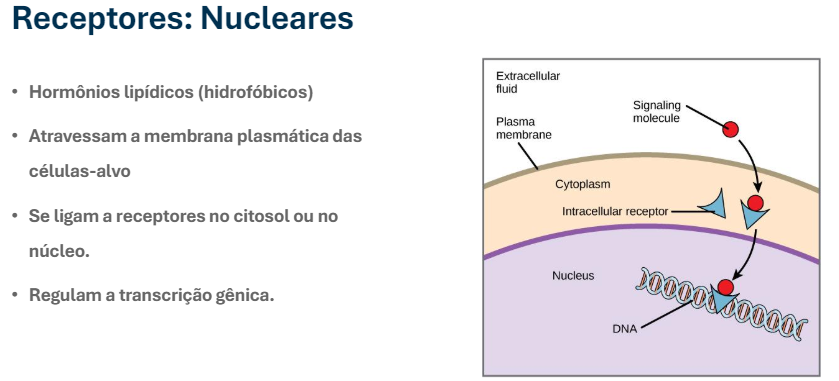 Receptores: Nucleares
• Hormônios lipídicos (hidrofóbicos)
• Atravessam a membrana plasmática das
células-alvo
• Se ligam a receptores no citosol ou no
núcleo.
• Regulam a transcrição gênica.
Extracellular
fluid
Signaling
molecule
Plasma
membrane
Cytoplasm
Intracellular receptor
Nucleus
DNA